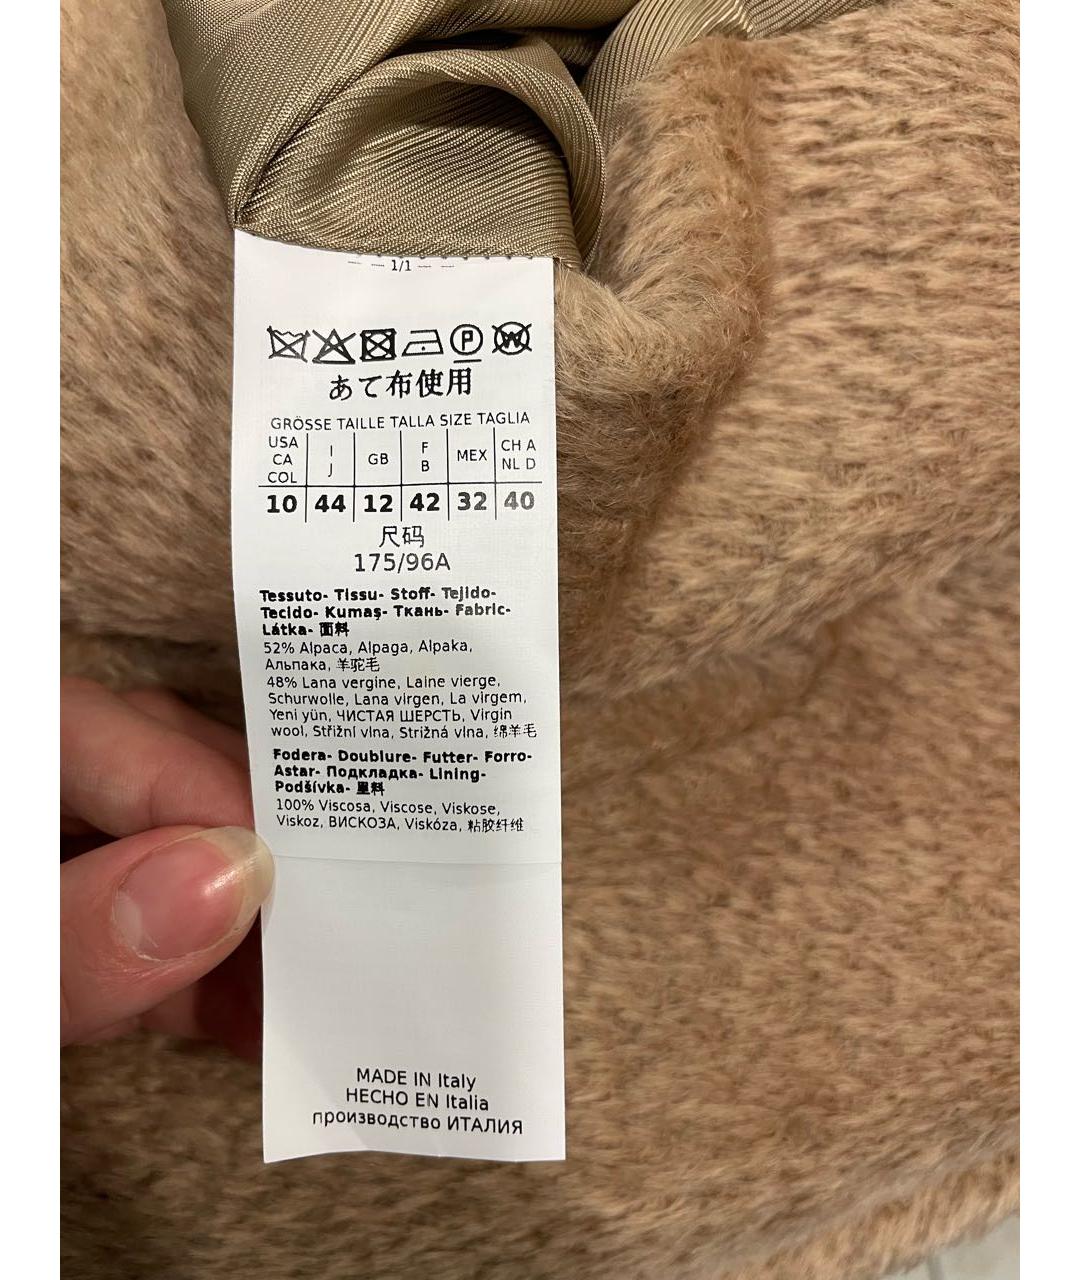 1/1
P W
あて布使用
GRÖSSE TAILLE TALLA SIZE TAGLIA
USA CA COL I J GB F B MEX CH A NL D
10 44 12 42 32 40
尺码
175/96A
Tessuto- Tissu- Stoff- Tejido-
Tecido- Kumaş- Ткань- Fabric-
Látka- 面料
52% Alpaca, Alpaga, Alpaka,
Альпака, 羊驼毛
48% Lana vergine, Laine vierge,
Schurwolle, Lana virgen, La virgem,
Yeni yün, ЧИСТАЯ ШЕРСТЬ, Virgin
wool, Střižní vlna, Strižná vlna, 绵羊毛
Fodera- Doublure- Futter- Forro-
Astar- Подкладка- Lining-
Podšívka- 里料
100% Viscosa, Viscose, Viskose,
Viskoz, ВИСКОЗА, Viskóza, 粘胶纤维
MADE IN Italy
HECHO EN Italia
производство ИТАЛИЯ